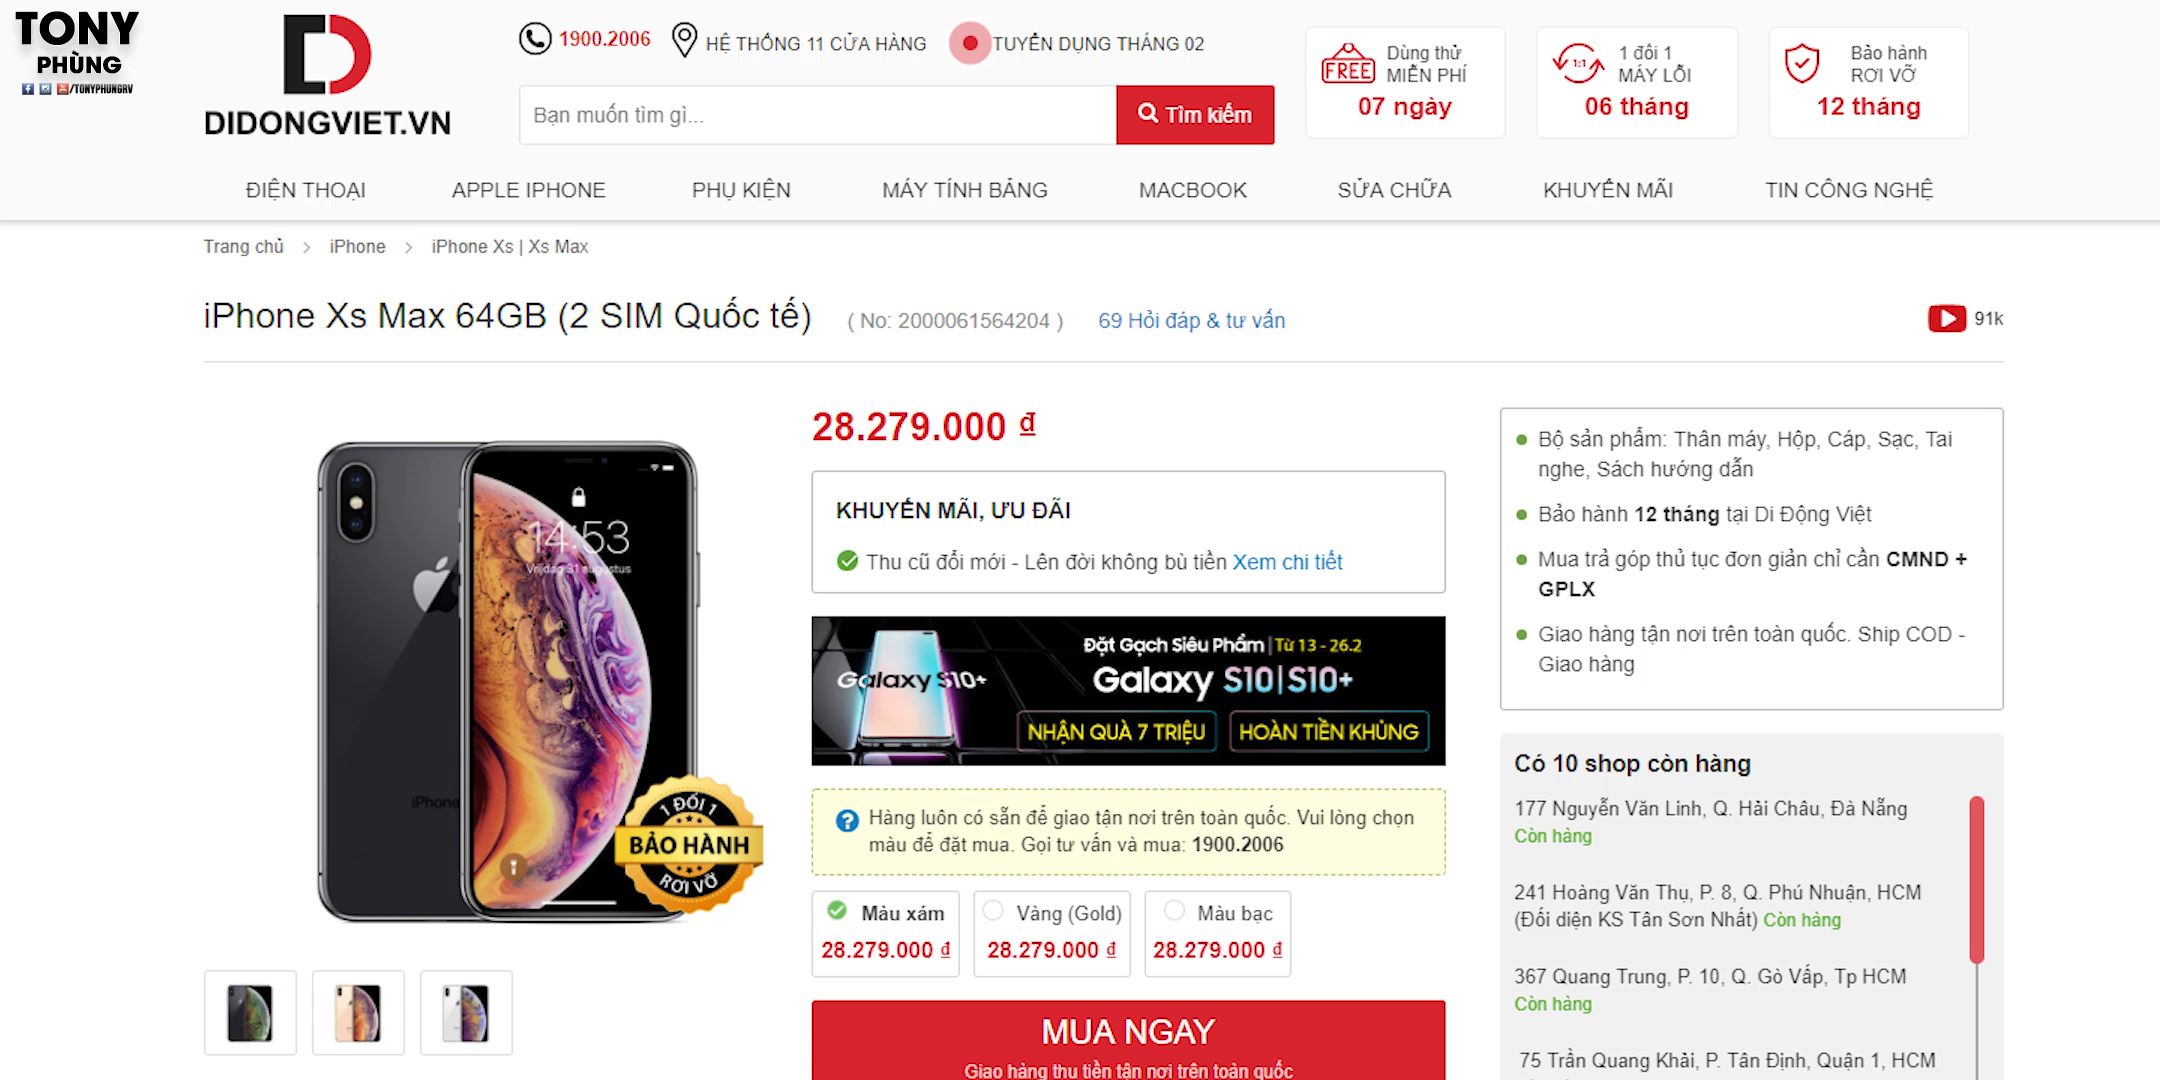 TONY
PHÙNG
/TONYPHUNGRV
DIDONGVIET.VN
1900.2006
HỆ THỐNG 11 CỬA HÀNG
TUYỂN DỤNG THÁNG 02
Bạn muốn tìm gì...
Tìm kiếm
FREE
Dùng thử
MIỄN PHÍ
07 ngày
1:1
1 đổi 1
MÁY LỖI
06 tháng
Bảo hành
RƠI VỠ
12 tháng
ĐIỆN THOẠI
APPLE IPHONE
PHỤ KIỆN
MÁY TÍNH BẢNG
MACBOOK
SỬA CHỮA
KHUYẾN MÃI
TIN CÔNG NGHỆ
Trang chủ > iPhone > iPhone Xs | Xs Max
iPhone Xs Max 64GB (2 SIM Quốc tế)
( No: 2000061564204 )
69 Hỏi đáp & tư vấn
91k
14:53
Vrijdag 31 augustus
iPhone
1 ĐỔI 1
BẢO HÀNH
RƠI VỠ
28.279.000 ₫
KHUYẾN MÃI, ƯU ĐÃI
Thu cũ đổi mới - Lên đời không bù tiền Xem chi tiết
Galaxy S10+
Đặt Gạch Siêu Phẩm | Từ 13 - 26.2
Galaxy S10|S10+
NHẬN QUÀ 7 TRIỆU
HOÀN TIỀN KHỦNG
Hàng luôn có sẵn để giao tận nơi trên toàn quốc. Vui lòng chọn
màu để đặt mua. Gọi tư vấn và mua: 1900.2006
Màu xám
28.279.000 ₫
Vàng (Gold)
28.279.000 ₫
Màu bạc
28.279.000 ₫
MUA NGAY
Giao hàng thu tiền tận nơi trên toàn quốc
Bộ sản phẩm: Thân máy, Hộp, Cáp, Sạc, Tai
nghe, Sách hướng dẫn
Bảo hành 12 tháng tại Di Động Việt
Mua trả góp thủ tục đơn giản chỉ cần CMND +
GPLX
Giao hàng tận nơi trên toàn quốc. Ship COD -
Giao hàng
Có 10 shop còn hàng
177 Nguyễn Văn Linh, Q. Hải Châu, Đà Nẵng
Còn hàng
241 Hoàng Văn Thụ, P. 8, Q. Phú Nhuận, HCM
(Đối diện KS Tân Sơn Nhất) Còn hàng
367 Quang Trung, P. 10, Q. Gò Vấp, Tp HCM
Còn hàng
75 Trần Quang Khải, P. Tân Định, Quận 1, HCM